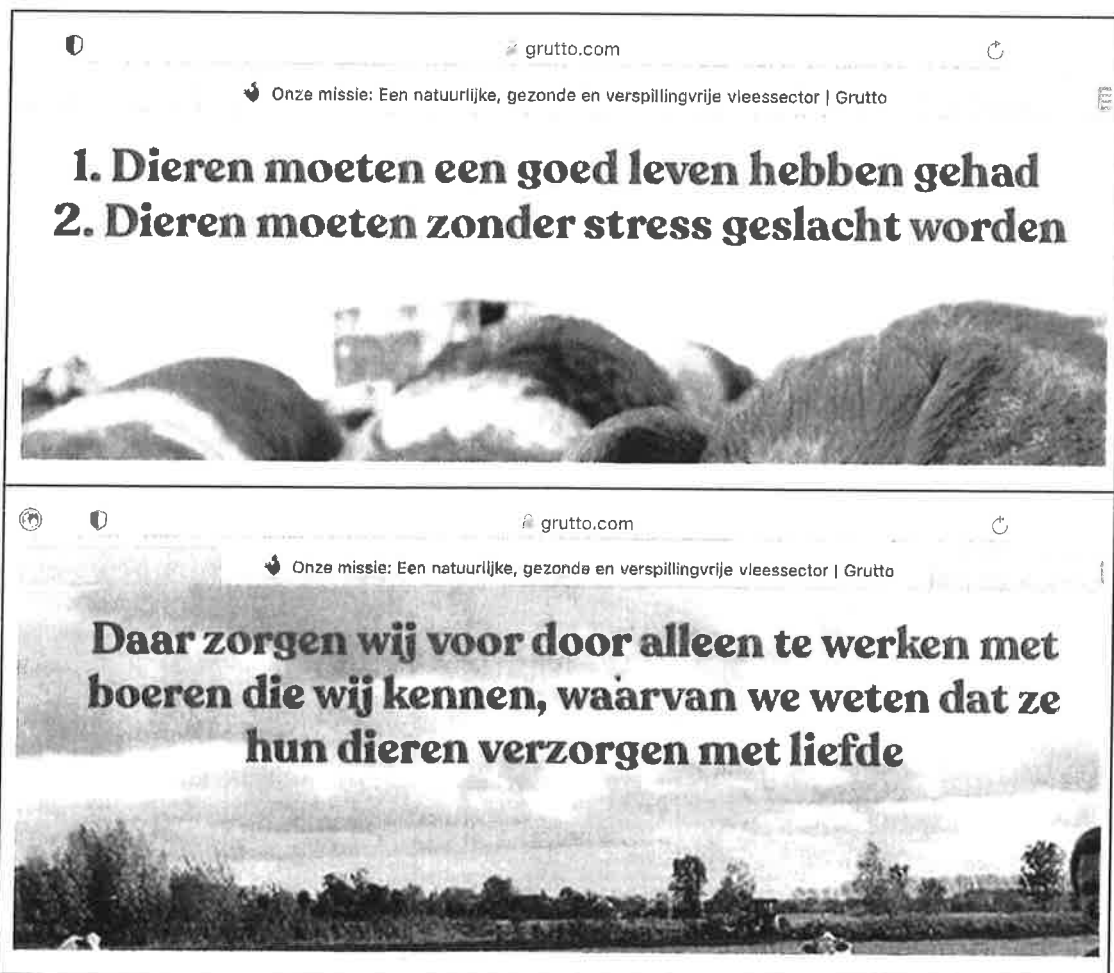 grutto.com
Onze missie: Een natuurlijke, gezonde en verspillingvrije vleessector | Grutto
1. Dieren moeten een goed leven hebben gehad
2. Dieren moeten zonder stress geslacht worden
grutto.com
Onze missie: Een natuurlijke, gezonde en verspillingvrije vleessector | Grutto
Daar zorgen wij voor door alleen te werken met
boeren die wij kennen, waarvan we weten dat ze
hun dieren verzorgen met liefde